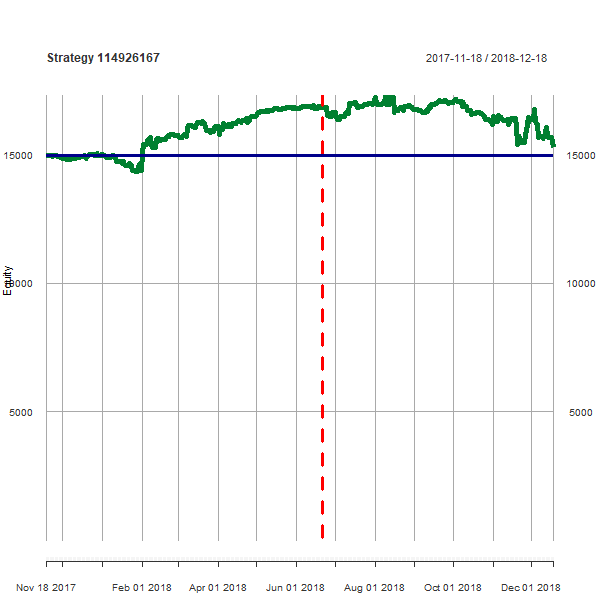 Strategy 114926167
2017-11-18 / 2018-12-18
15000
15000
Equity
10000
10000
5000
5000
Nov 18 2017
Feb 01 2018
Apr 01 2018
Jun 01 2018
Aug 01 2018
Oct 01 2018
Dec 01 2018